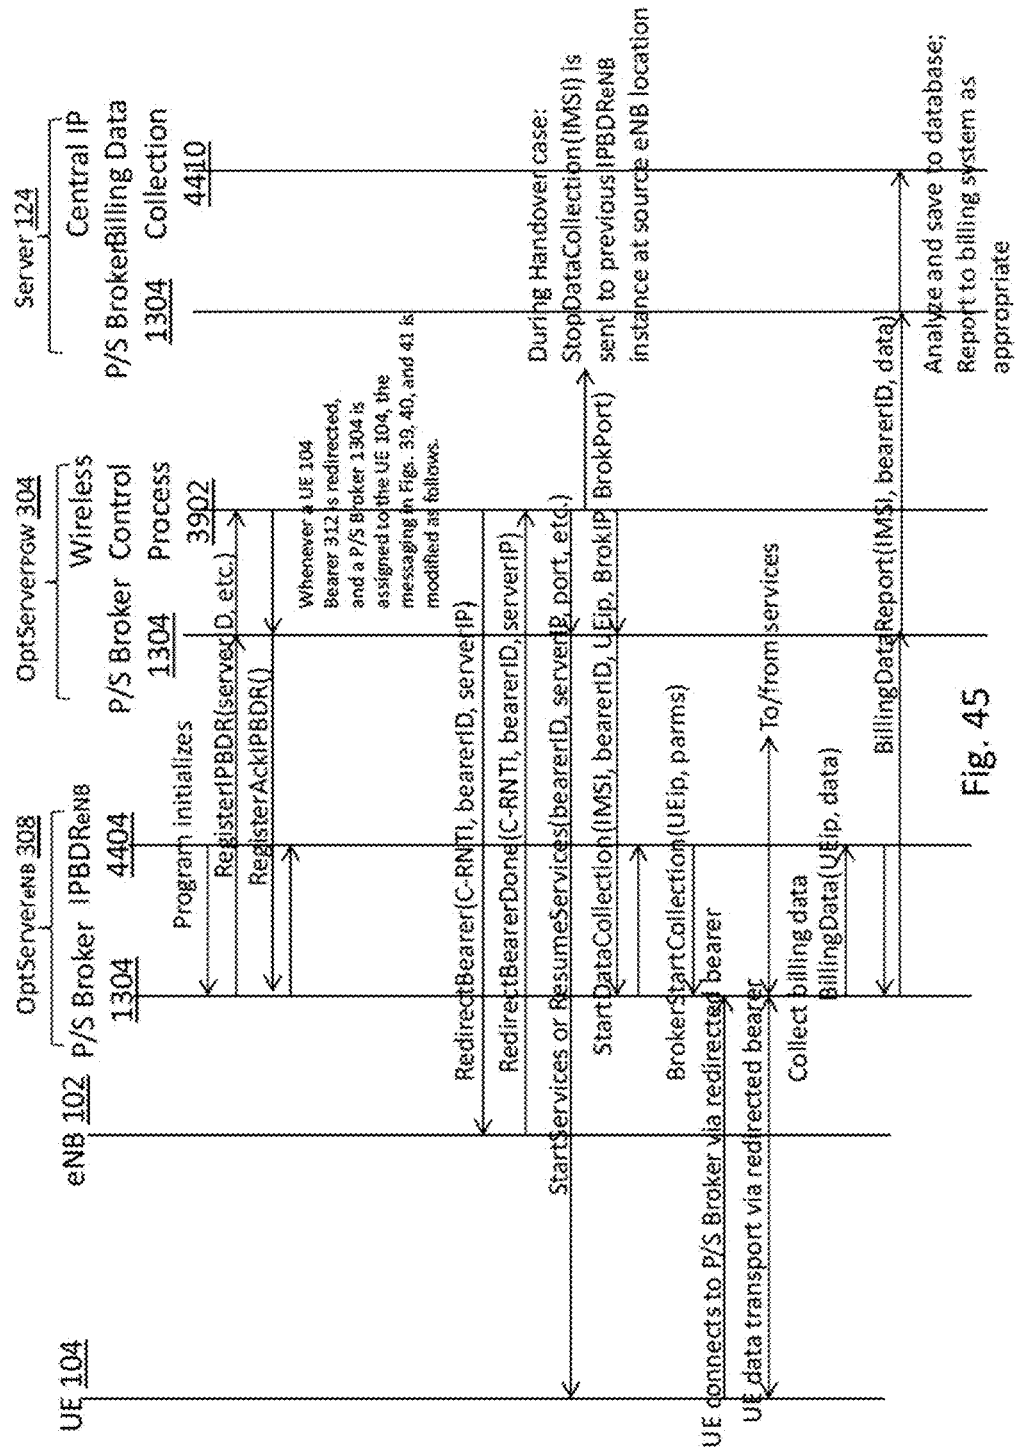 UE 104
eNB 102
OptServereNB 308
P/S Broker IPBDReNB
1304
4404
OptServerPGW 304
P/S Broker
Wireless
Control
Process
1304
3902
Server 124
P/S Broker
1304
Central IP
Billing Data
Collection
4410
Program initializes
RegisterIPBDR(serverID, etc.)
RegisterAckIPBDR()
Whenever a UE 104
Bearer 312 is redirected,
and a P/S Broker 1304 is
assigned to the UE 104, the
messaging in Figs. 39, 40, and 41 is
modified as follows.
RedirectBearer(C-RNTI, bearerID, serverIP)
RedirectBearerDone(C-RNTI, bearerID, serverIP)
StartServices or ResumeServices(bearerID, serverIP, port, etc.)
During Handover case:
StopDataCollection(IMSI) is
sent to previous IPBDReNB
instance at source eNB location
StartDataCollection(IMSI, bearerID, UEip, BrokIP BrokPort)
BrokerStartCollection(UEip, parms)
UE connects to P/S Broker via redirected bearer
UE data transport via redirected bearer
To/from services
Collect billing data
BillingData(UEip, data)
BillingDataReport(IMSI, bearerID, data)
Analyze and save to database;
Report to billing system as
appropriate
Fig. 45